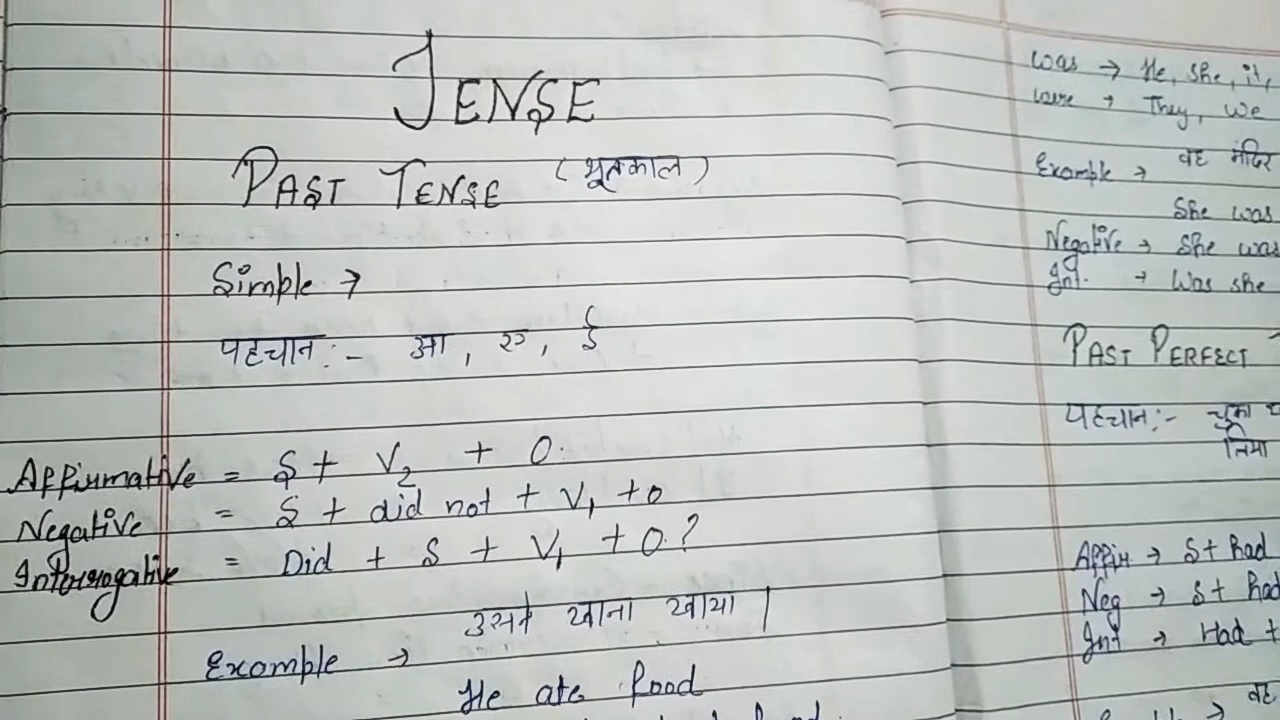 TENSE
PAST TENSE (भूतकाल)
Simple →
पहचान :- आ, ए, ई
Affirmative = S + V2 + O.
Negative = S + did not + V1 + O
Interrogative = Did + S + V1 + O?
उसने खाना खाया |
Example →
He ate food
was → He, She, it,
were → They, we
Example → वह मंदिर
She was
Negative → She was
Int. → Was she
PAST PERFECT
पहचान :- चुका
लिया
Affir → S + had
Neg → S + had
Int → Had +
वह